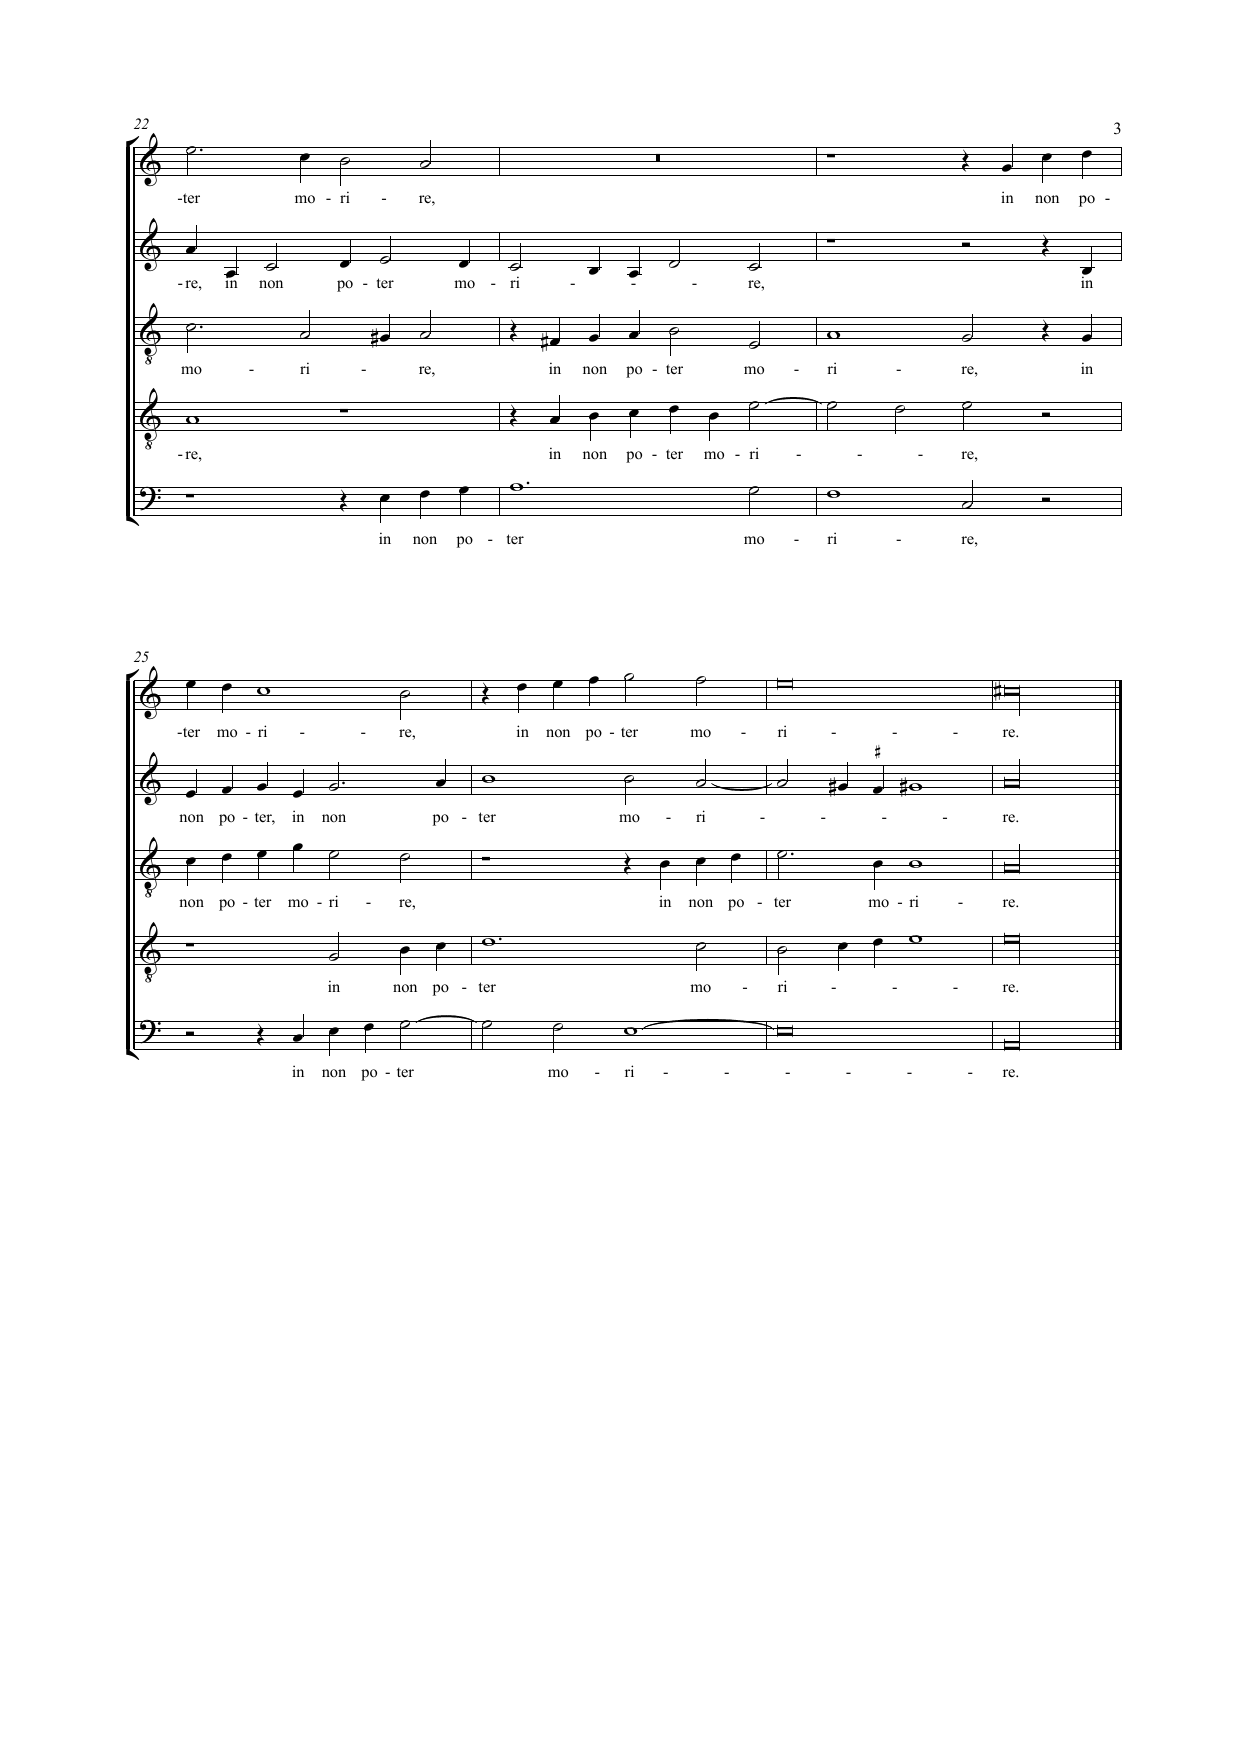 22
3
-ter mo - ri - re, in non po -
-re, in non po - ter mo - ri - - - re, in
mo - ri - re, in non po - ter mo - ri - re, in
-re, in non po - ter mo - ri - - - re,
in non po - ter mo - ri - re,
25
-ter mo - ri - - re, in non po - ter mo - ri - - - re.
non po - ter, in non po - ter mo - ri - - - - re.
non po - ter mo - ri - re, in non po - ter mo - ri - re.
in non po - ter mo - ri - - - re.
in non po - ter mo - ri - - - - - - re.